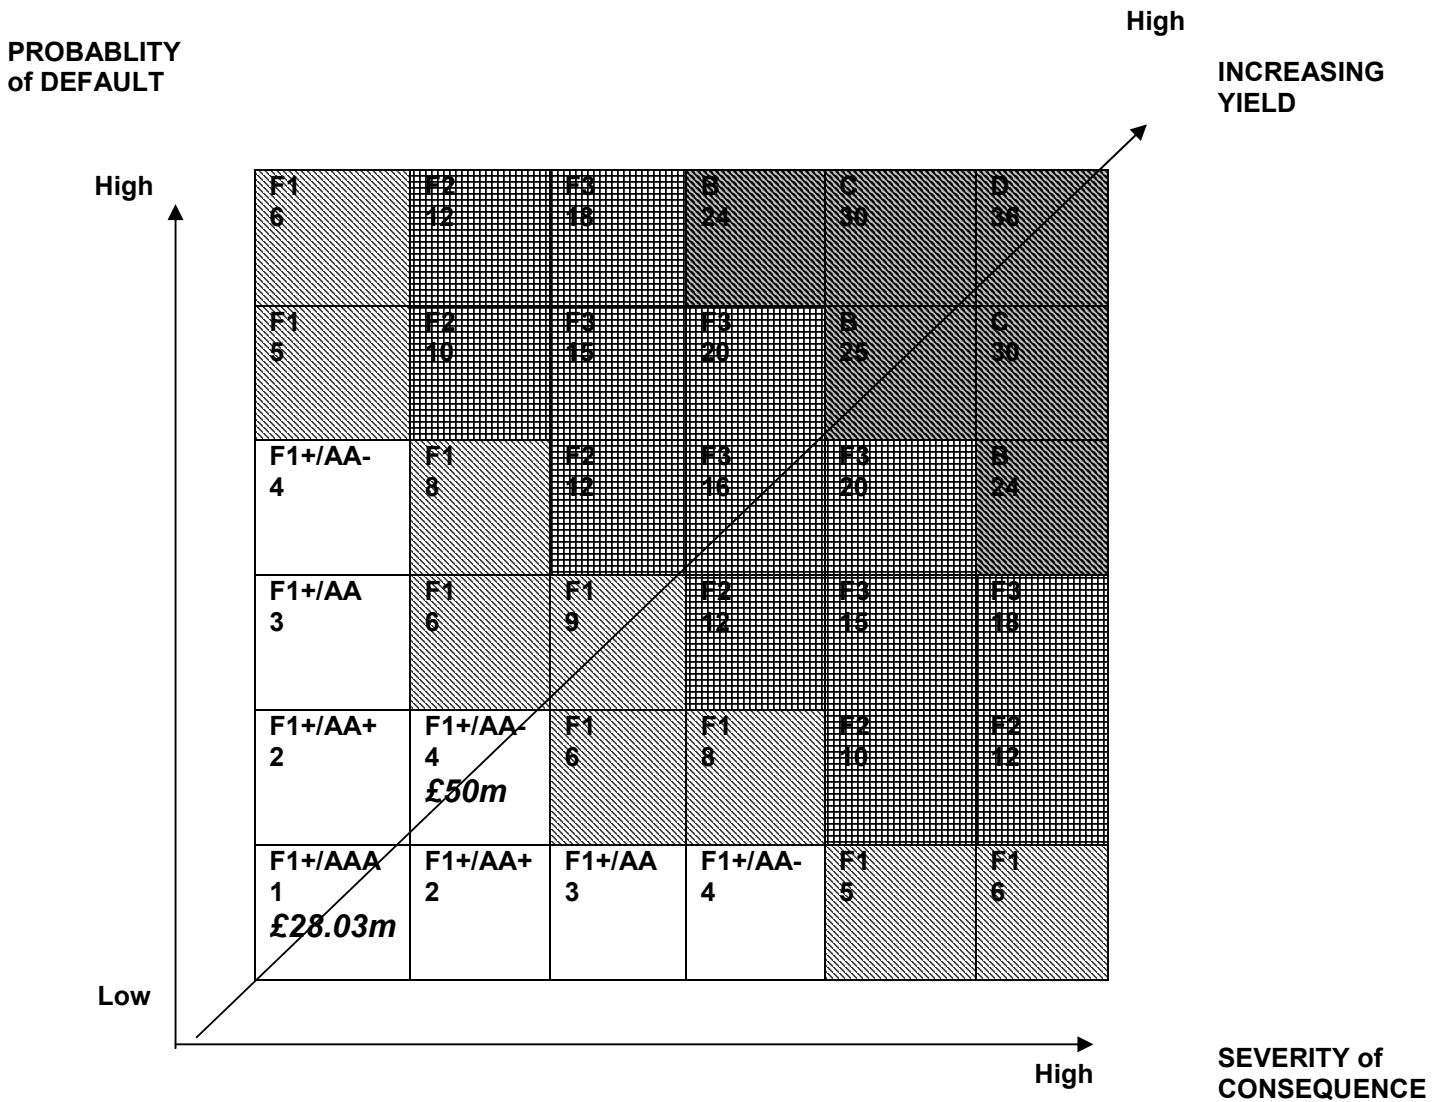 High
PROBABLITY
of DEFAULT
INCREASING
YIELD
High
F1 F2 F3 B C D
6 12 18 24 30 36
F1 F2 F3 F3 B C
5 10 15 20 25 30
F1+/AA- F1 F2 F3 F3 B
4 8 12 16 20 24
F1+/AA F1 F1 F2 F3 F3
3 6 9 12 15 18
F1+/AA+ F1+/AA- F1 F1 F2 F2
2 4 6 8 10 12
£50m
F1+/AAA F1+/AA+ F1+/AA F1+/AA- F1 F1
1 2 3 4 5 6
£28.03m
Low
High
SEVERITY of
CONSEQUENCE